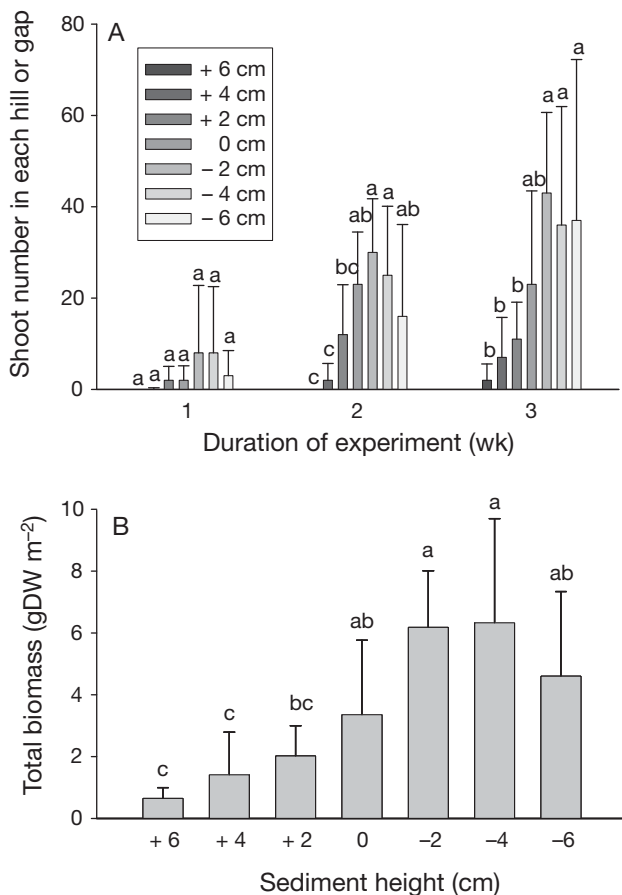 A
Shoot number in each hill or gap
80
60
40
20
0
+ 6 cm
+ 4 cm
+ 2 cm
0 cm
– 2 cm
– 4 cm
– 6 cm
a a a a a a a
c c bc ab a a ab
b b b ab a a a
1 2 3
Duration of experiment (wk)
B
Total biomass (gDW m–2)
10
8
6
4
2
0
c c bc ab a a ab
+ 6 + 4 + 2 0 –2 –4 –6
Sediment height (cm)